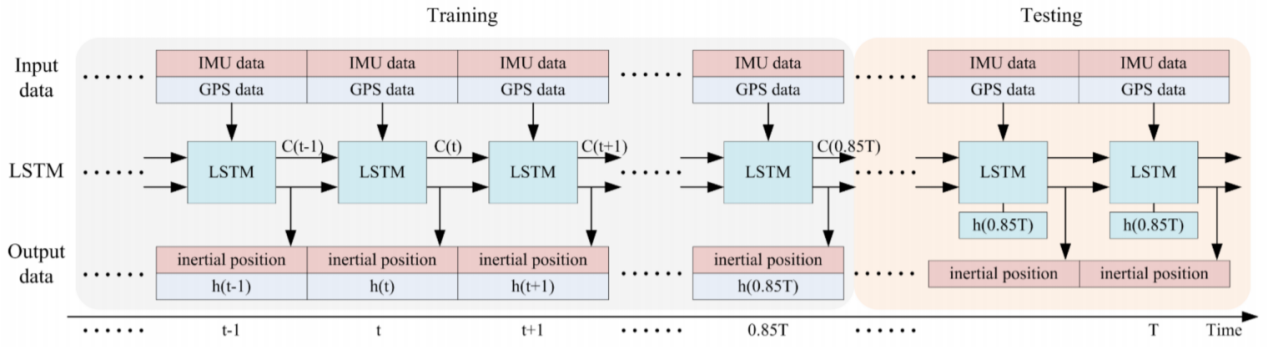 Training Testing
Input data ...... IMU data IMU data IMU data ...... IMU data ...... IMU data IMU data
GPS data GPS data GPS data GPS data GPS data GPS data
C(t-1) C(t) C(t+1) C(0.85T)
LSTM ...... LSTM LSTM LSTM ...... LSTM ...... LSTM LSTM
h(0.85T) h(0.85T)
Output data ...... inertial position inertial position inertial position ...... inertial position ...... inertial position inertial position
h(t-1) h(t) h(t+1) h(0.85T)
...... t-1 t t+1 ...... 0.85T ...... T Time